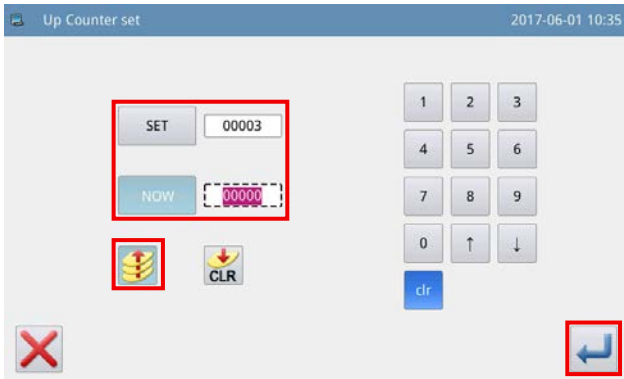 Up Counter set 2017-06-01 10:35
SET 00003
NOW 00000
CLR
1 2 3
4 5 6
7 8 9
0 ↑ ↓
clr